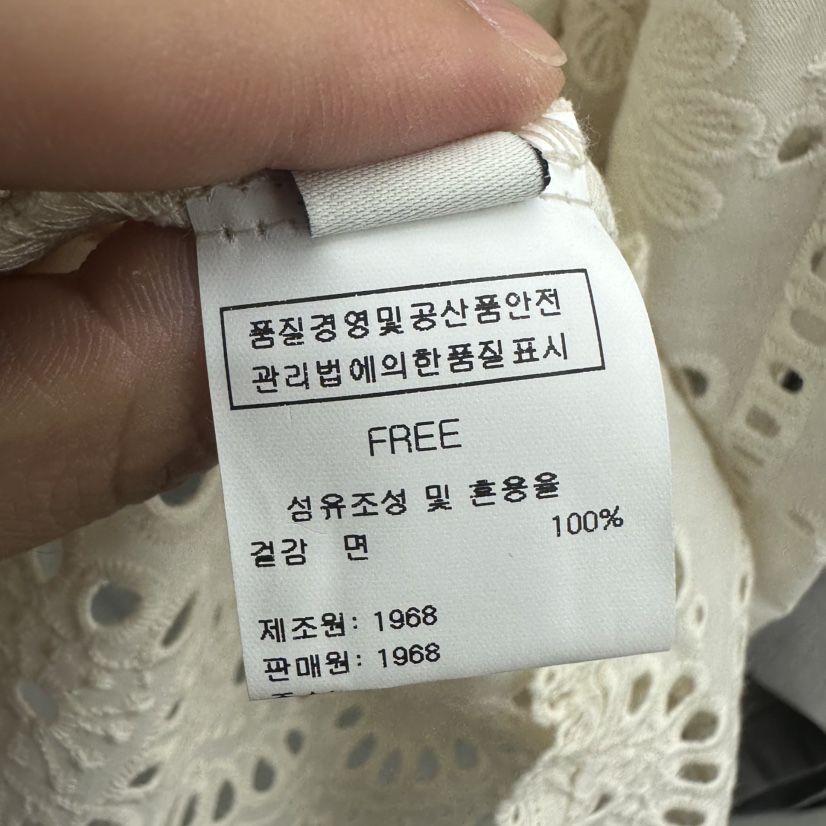 품질경영및공산품안전
관리법에의한품질표시
FREE
섬유조성 및 혼용율
걸감 면 100%
제조원: 1968
판매원: 1968